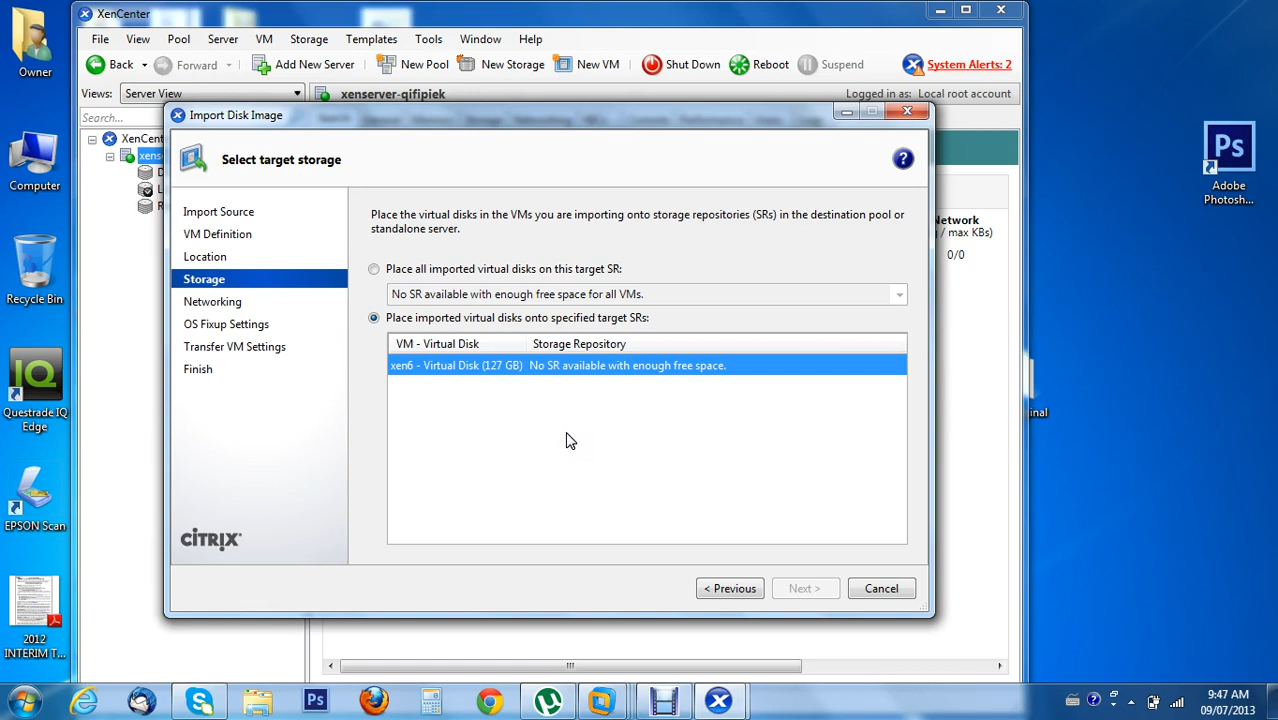 XenCenter
File View Pool Server VM Storage Templates Tools Window Help
Back Forward Add New Server New Pool New Storage New VM Shut Down Reboot Suspend System Alerts: 2
Views: Server View xenserver-qifipiek Logged in as: Local root account
Search...
XenCent
xense
D
L
R
Network
/ max KBs)
0/0
Import Disk Image
Select target storage
?
Import Source
VM Definition
Location
Storage
Networking
OS Fixup Settings
Transfer VM Settings
Finish
CİTRIX
Place the virtual disks in the VMs you are importing onto storage repositories (SRs) in the destination pool or
standalone server.
Place all imported virtual disks on this target SR:
No SR available with enough free space for all VMs.
Place imported virtual disks onto specified target SRs:
VM - Virtual Disk Storage Repository
xen6 - Virtual Disk (127 GB) No SR available with enough free space.
< Previous Next > Cancel
Owner
Computer
Recycle Bin
IQ
Questrade IQ
Edge
EPSON Scan
2012
INTERIM T...
Ps
Adobe
Photosh...
inal
Ps
9:47 AM
09/07/2013